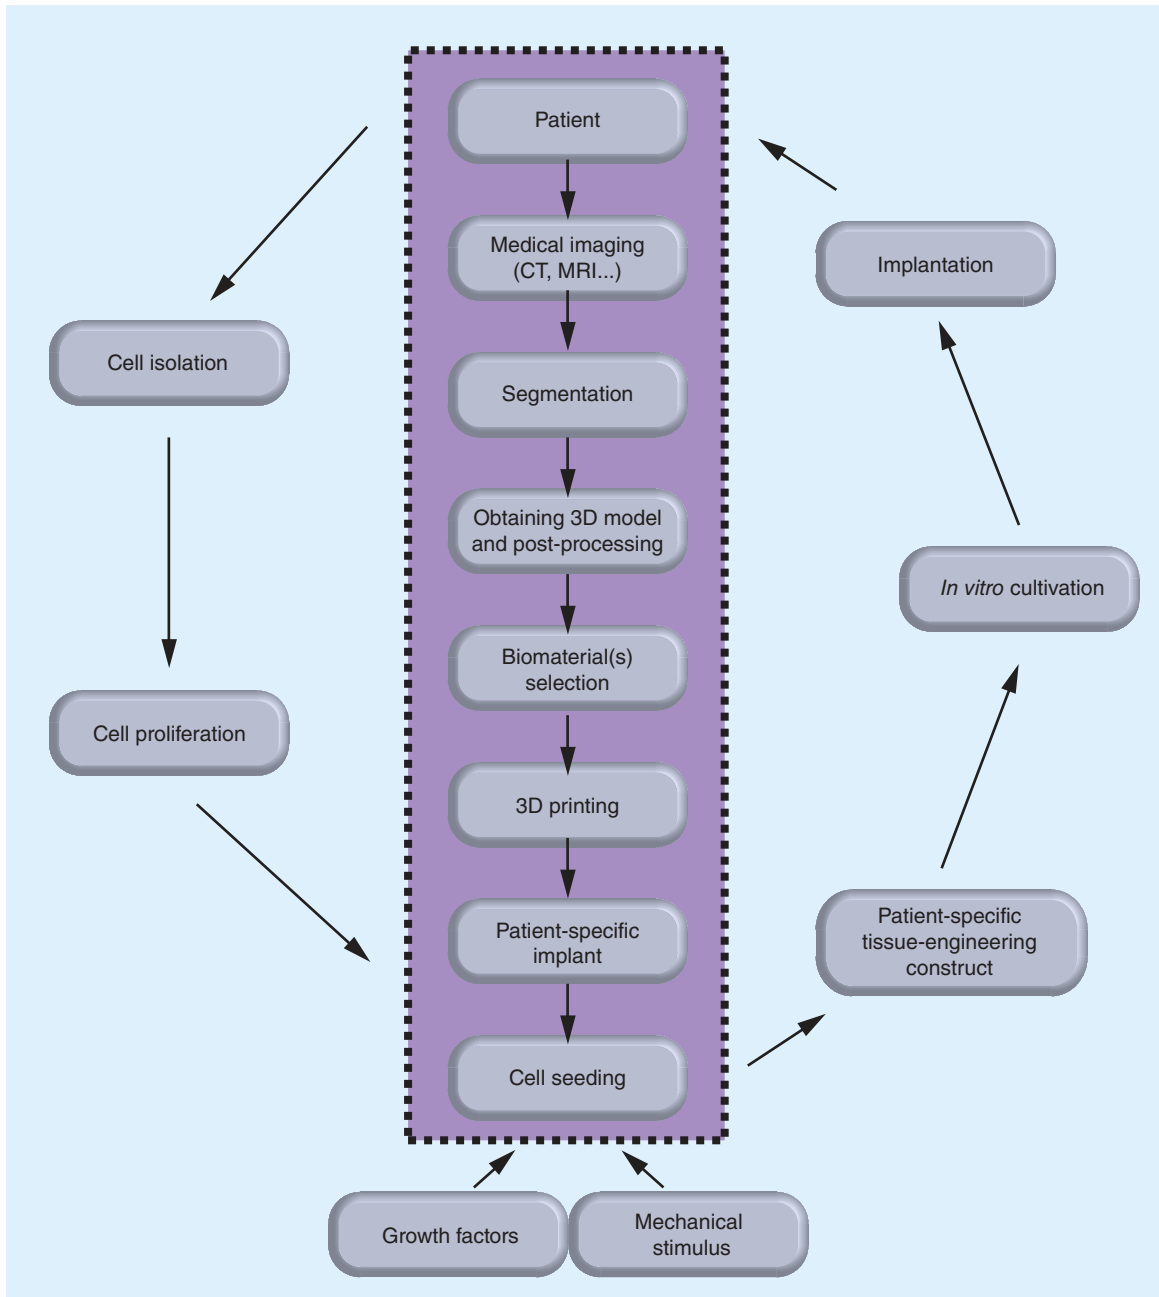 Patient
Medical imaging
(CT, MRI...)
Implantation
Cell isolation
Segmentation
Obtaining 3D model
and post-processing
In vitro cultivation
Biomaterial(s)
selection
Cell proliferation
3D printing
Patient-specific
implant
Patient-specific
tissue-engineering
construct
Cell seeding
Growth factors
Mechanical
stimulus